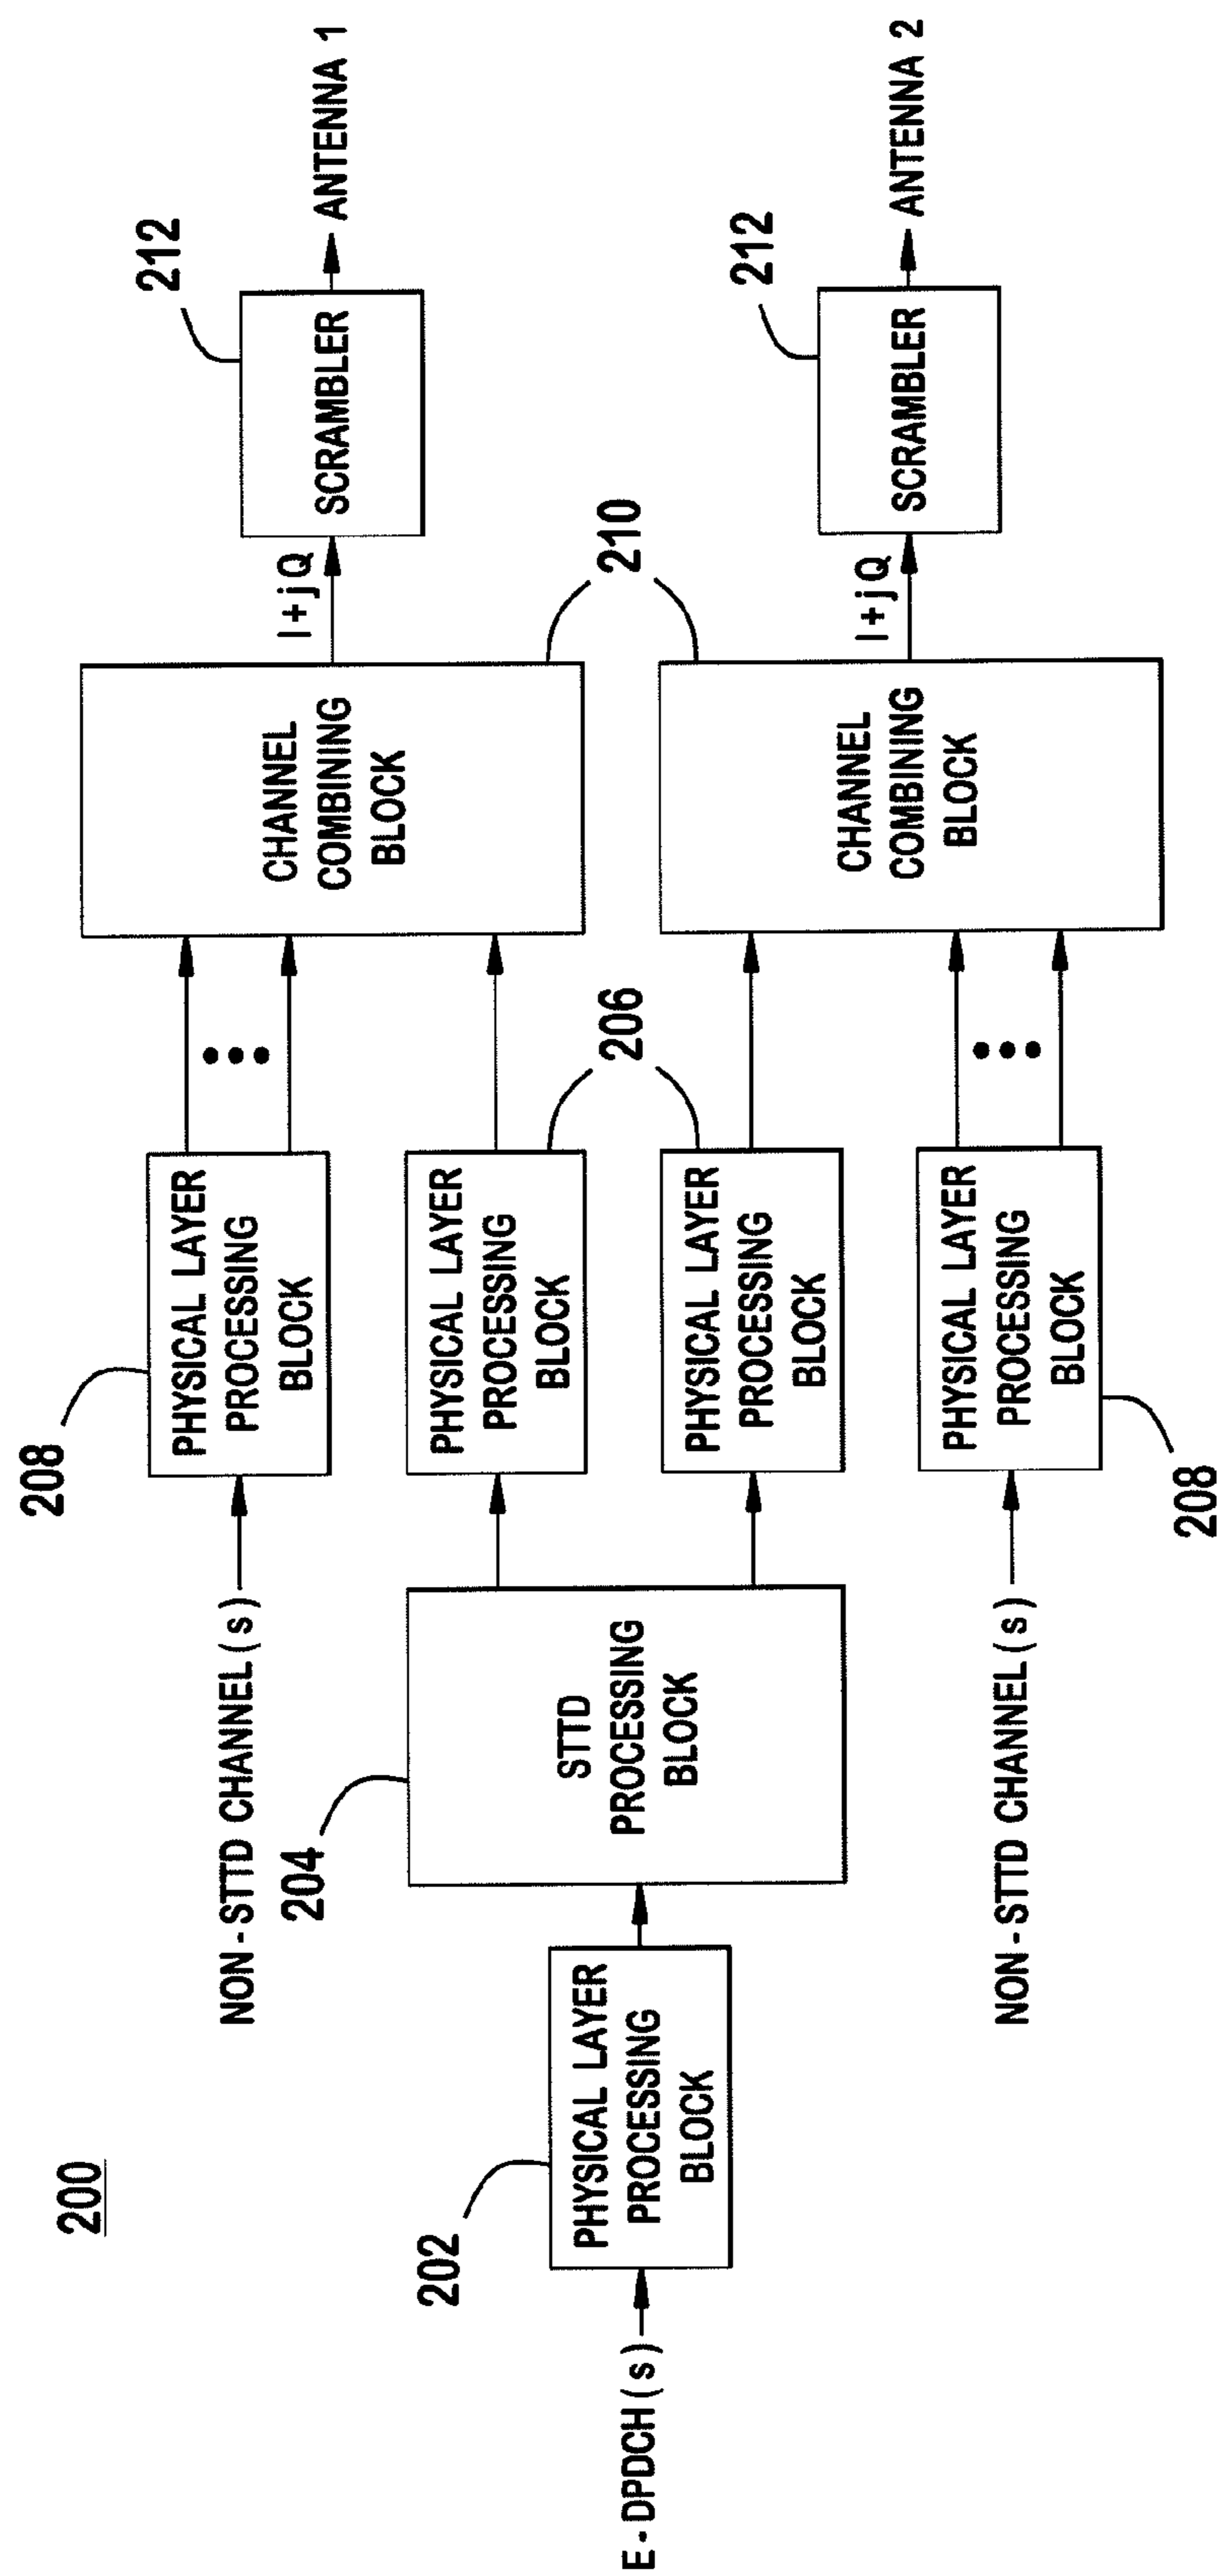 200
E-DPDCH(s)
202
PHYSICAL LAYER
PROCESSING
BLOCK
204
STTD
PROCESSING
BLOCK
NON-STTD CHANNEL(s)
208
PHYSICAL LAYER
PROCESSING
BLOCK
PHYSICAL LAYER
PROCESSING
BLOCK
206
PHYSICAL LAYER
PROCESSING
BLOCK
NON-STTD CHANNEL(s)
PHYSICAL LAYER
PROCESSING
BLOCK
208
CHANNEL
COMBINING
BLOCK
210
CHANNEL
COMBINING
BLOCK
I+jQ
212
SCRAMBLER
ANTENNA 1
I+jQ
212
SCRAMBLER
ANTENNA 2